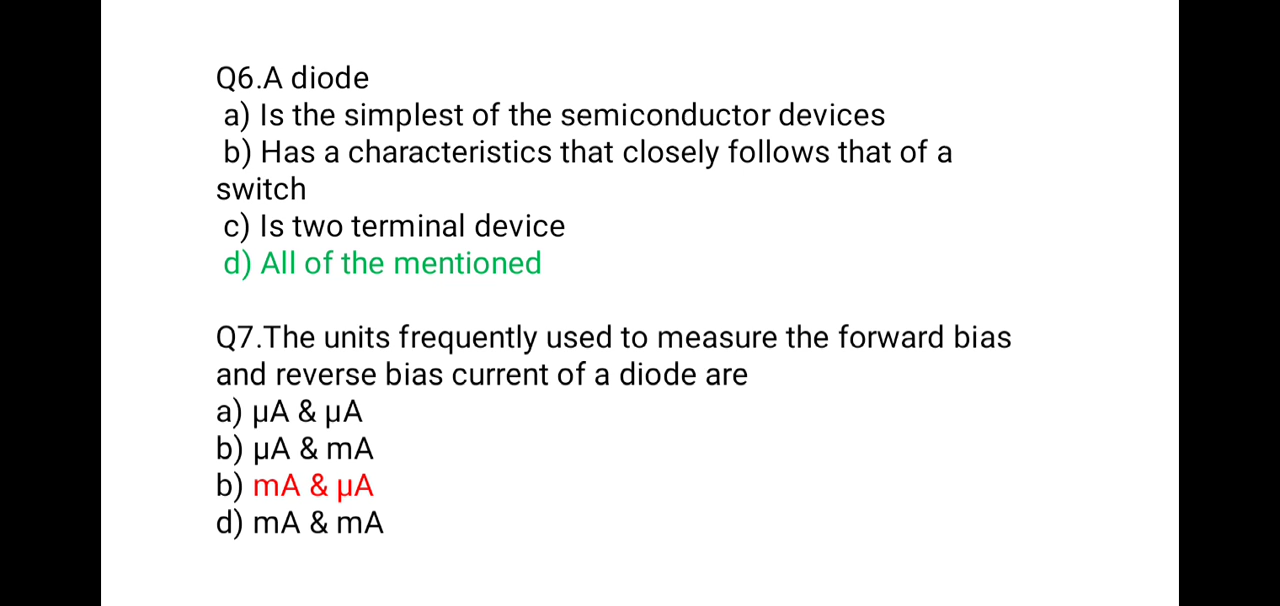 Q6.A diode
a) Is the simplest of the semiconductor devices
b) Has a characteristics that closely follows that of a
switch
c) Is two terminal device
d) All of the mentioned
Q7.The units frequently used to measure the forward bias
and reverse bias current of a diode are
a) µA & µA
b) µA & mA
b) mA & µA
d) mA & mA